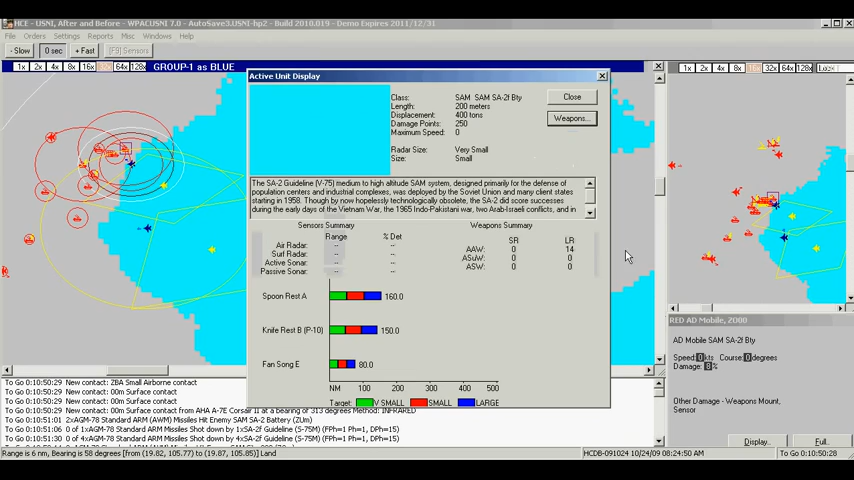 HCE - USNI, After and Before - WPACUSNI 7.0 - AutoSave3.USNI-hp2 - Build 2010.019 - Demo Expires 2011/12/31
File Orders Settings Reports Misc Windows Help
- Slow 0 sec + Fast [F9] Sensors
1x 2x 4x 8x 16x 32x 64x 128x GROUP-1 as BLUE
1x 2x 4x 8x 16x 32x 64x 128x
Active Unit Display
Class: SAM SAM SA-2f Bty
Length: 200 meters
Displacement: 400 tons
Damage Points: 250
Maximum Speed: 0
Radar Size: Very Small
Size: Small
Close
Weapons...
The SA-2 Guideline (V-75) medium to high altitude SAM system, designed primarily for the defense of
population centers and industrial complexes, was deployed by the Soviet Union and many client states
starting in 1958. Though by now hopelessly technologically obsolete, the SA-2 did score successes
during the early days of the Vietnam War, the 1965 Indo-Pakistani war, two Arab-Israeli conflicts, and in
Sensors Summary
Range % Det
Air Radar: -- --
Surf Radar: -- --
Active Sonar: -- --
Passive Sonar: -- --
Weapons Summary
SR LR
AAW: 0 14
ASuW: 0 0
ASW: 0 0
Spoon Rest A 160.0
Knife Rest B (P-10) 150.0
Fan Song E 80.0
NM 100 200 300 400 500
Target: V SMALL SMALL LARGE
RED AD Mobile, ZO00
AD Mobile SAM SA-2f Bty
Speed: 0 kts Course: 0 degrees
Damage: 8 %
Other Damage - Weapons Mount,
Sensor
Display.. Full..
To Go 0:10:50:29 New contact: ZBA Small Airborne contact
To Go 0:10:50:29 New contact: 00m Surface contact
To Go 0:10:50:29 New contact: 00m Surface contact
To Go 0:10:50:29 New contact: 00m Surface contact from AHA A-7E Corsair II at a bearing of 313 degrees Method: INFRARED
To Go 0:10:51:01 2xAGM-78 Standard ARM (AWM) Missiles Hit Enemy SAM SA-2 Battery (ZUm)
To Go 0:10:51:06 0 of 1xAGM-78 Standard ARM Missiles Shot down by 1xSA-2f Guideline (S-75M) (FPh=1 Ph=1, DPh=15)
To Go 0:10:51:30 0 of 4xAGM-78 Standard ARM Missiles Shot down by 1xSA-2f Guideline (S-75M) (FPh=1 Ph=1, DPh=15)
Range is 6 nm, Bearing is 58 degrees [from (19.82, 105.77) to (19.87, 105.85)] Land
HCDB-091024 10/24/09 08:24:50 AM To Go 0:10:50:28